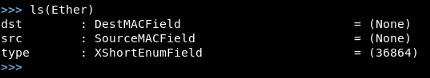 >>> ls(Ether)
dst        : DestMACField                        = (None)
src        : SourceMACField                      = (None)
type       : XShortEnumField                     = (36864)
>>>